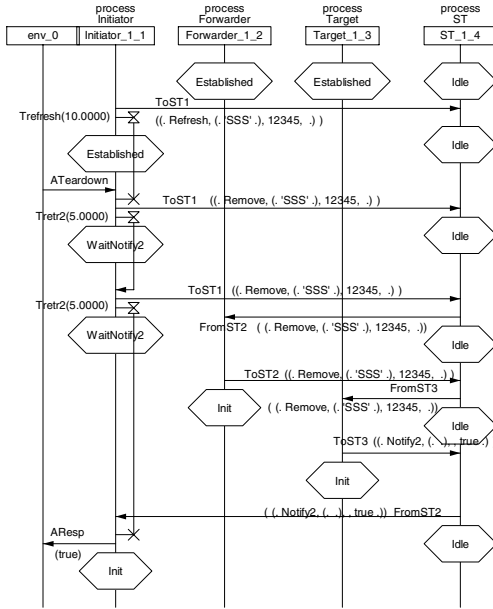 process process process process
Initiator Forwarder Target ST
env_0 Initiator_1_1 Forwarder_1_2 Target_1_3 ST_1_4
Established Established Idle
ToST1
Trefresh(10.0000) ((. Refresh, (. 'SSS' .), 12345, .) )
Established Idle
ATeardown
ToST1 ((. Remove, (. 'SSS' .), 12345, .) )
Tretr2(5.0000)
WaitNotify2 Idle
ToST1 ((. Remove, (. 'SSS' .), 12345, .) )
Tretr2(5.0000)
WaitNotify2 FromST2 ( (. Remove, (. 'SSS' .), 12345, .)) Idle
ToST2 ((. Remove, (. 'SSS' .), 12345, .) )
FromST3
Init ( (. Remove, (. 'SSS' .), 12345, .)) Idle
ToST3 ((. Notify2, (. .), , true .)
Init
( (. Notify2, (. .), , true .)) FromST2
AResp
(true) Idle
Init